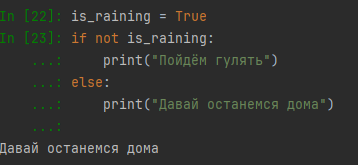 In [22]: is_raining = True
In [23]: if not is_raining:
    ...:     print("Пойдём гулять")
    ...: else:
    ...:     print("Давай останемся дома")
    ...:
Давай останемся дома